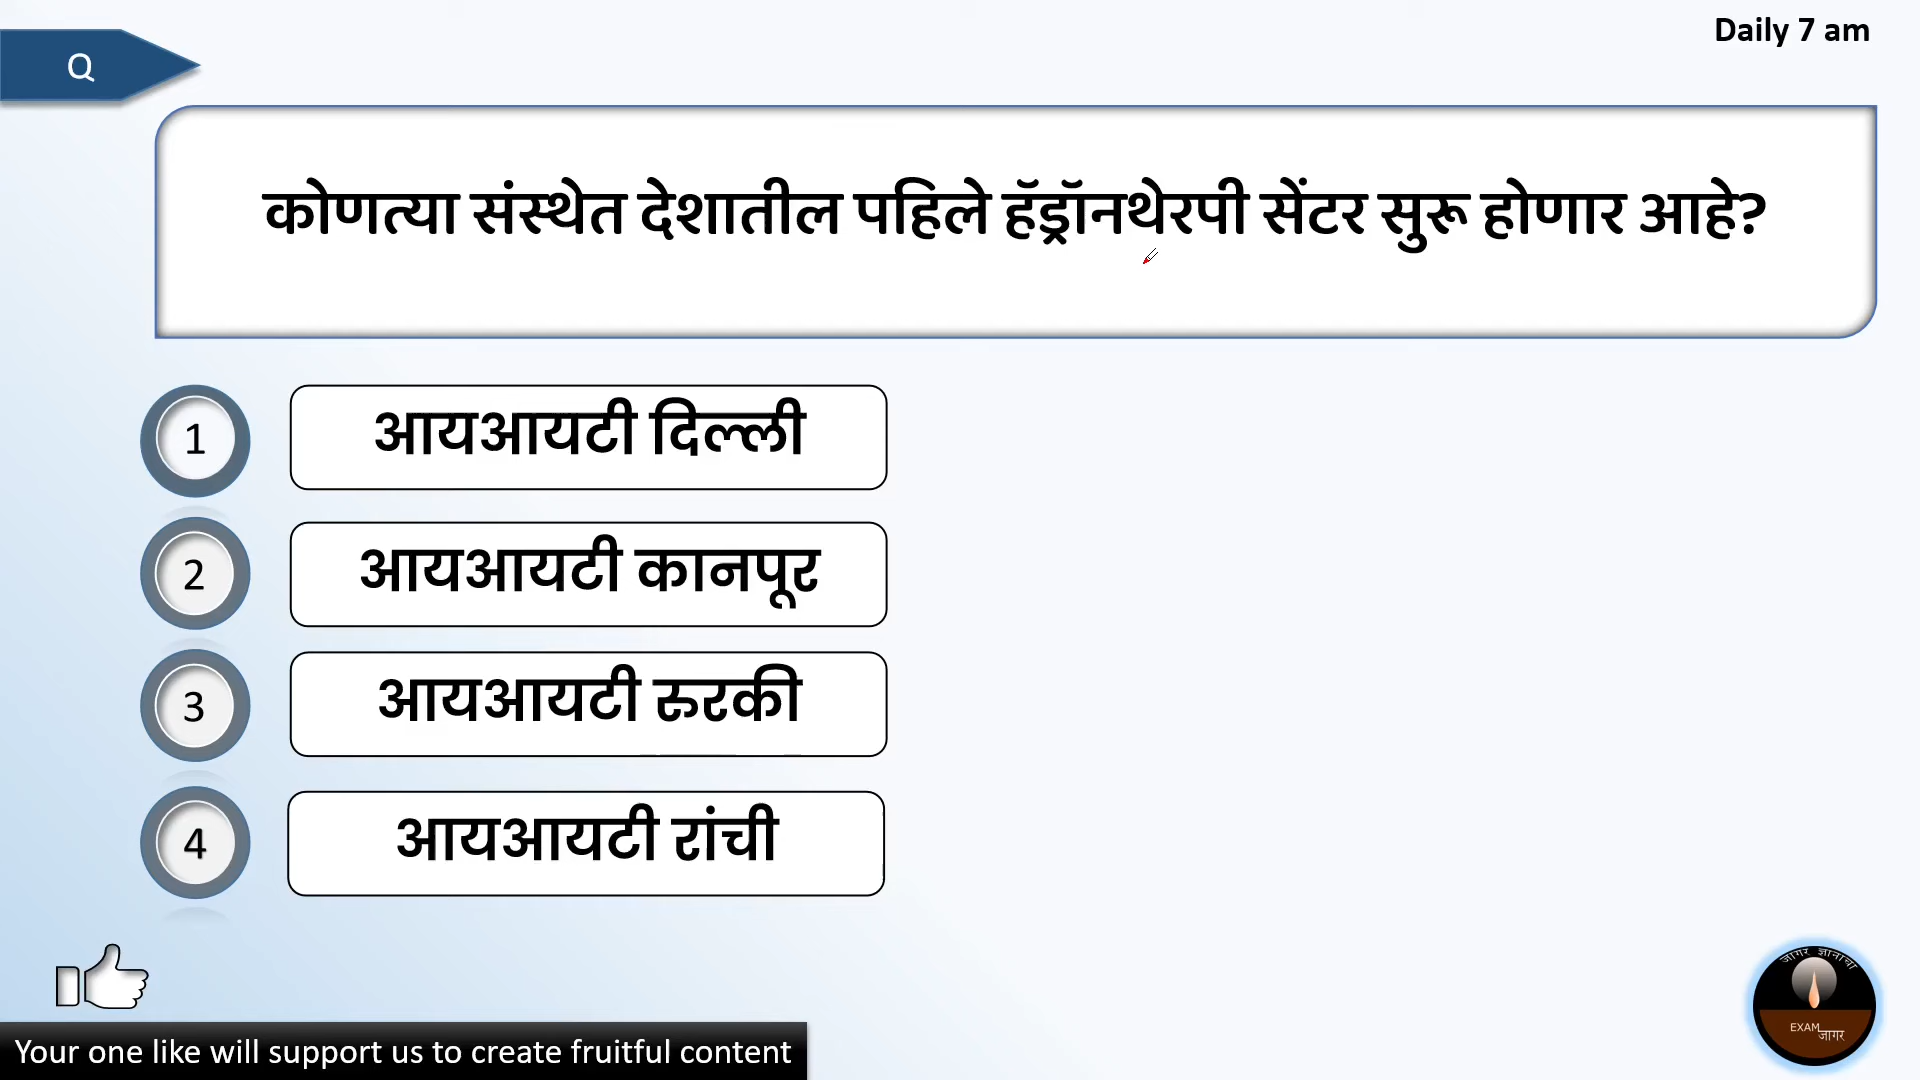 Daily 7 am
Q
कोणत्या संस्थेत देशातील पहिले हॅड्रॉनथेरपी सेंटर सुरू होणार आहे?
1
आयआयटी दिल्ली
2
आयआयटी कानपूर
3
आयआयटी रुरकी
4
आयआयटी रांची
जागर ज्ञानाचा
EXAM
जागर
Your one like will support us to create fruitful content